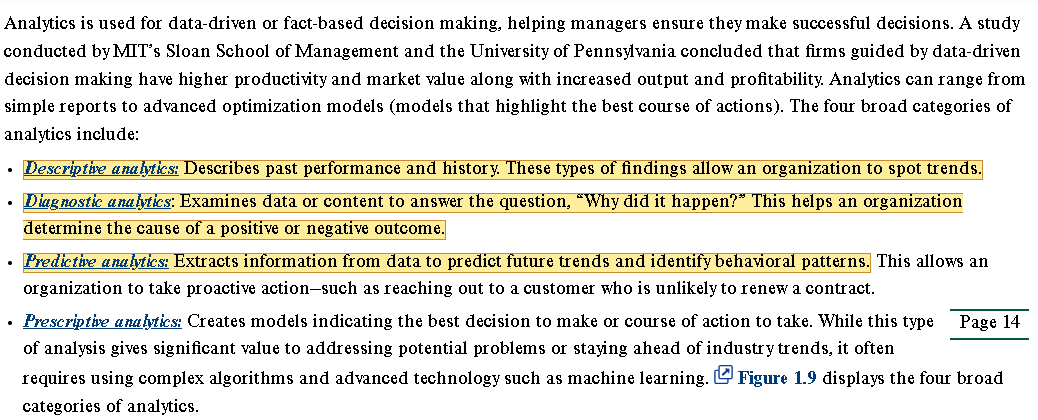 Analytics is used for data-driven or fact-based decision making, helping managers ensure they make successful decisions. A study
conducted by MIT's Sloan School of Management and the University of Pennsylvania concluded that firms guided by data-driven
decision making have higher productivity and market value along with increased output and profitability. Analytics can range from
simple reports to advanced optimization models (models that highlight the best course of actions). The four broad categories of
analytics include:
• Descriptive analytics: Describes past performance and history. These types of findings allow an organization to spot trends.
• Diagnostic analytics: Examines data or content to answer the question, “Why did it happen?” This helps an organization
determine the cause of a positive or negative outcome.
• Predictive analytics: Extracts information from data to predict future trends and identify behavioral patterns. This allows an
organization to take proactive action—such as reaching out to a customer who is unlikely to renew a contract.
• Prescriptive analytics: Creates models indicating the best decision to make or course of action to take. While this type
Page 14
of analysis gives significant value to addressing potential problems or staying ahead of industry trends, it often
requires using complex algorithms and advanced technology such as machine learning. Figure 1.9 displays the four broad
categories of analytics.